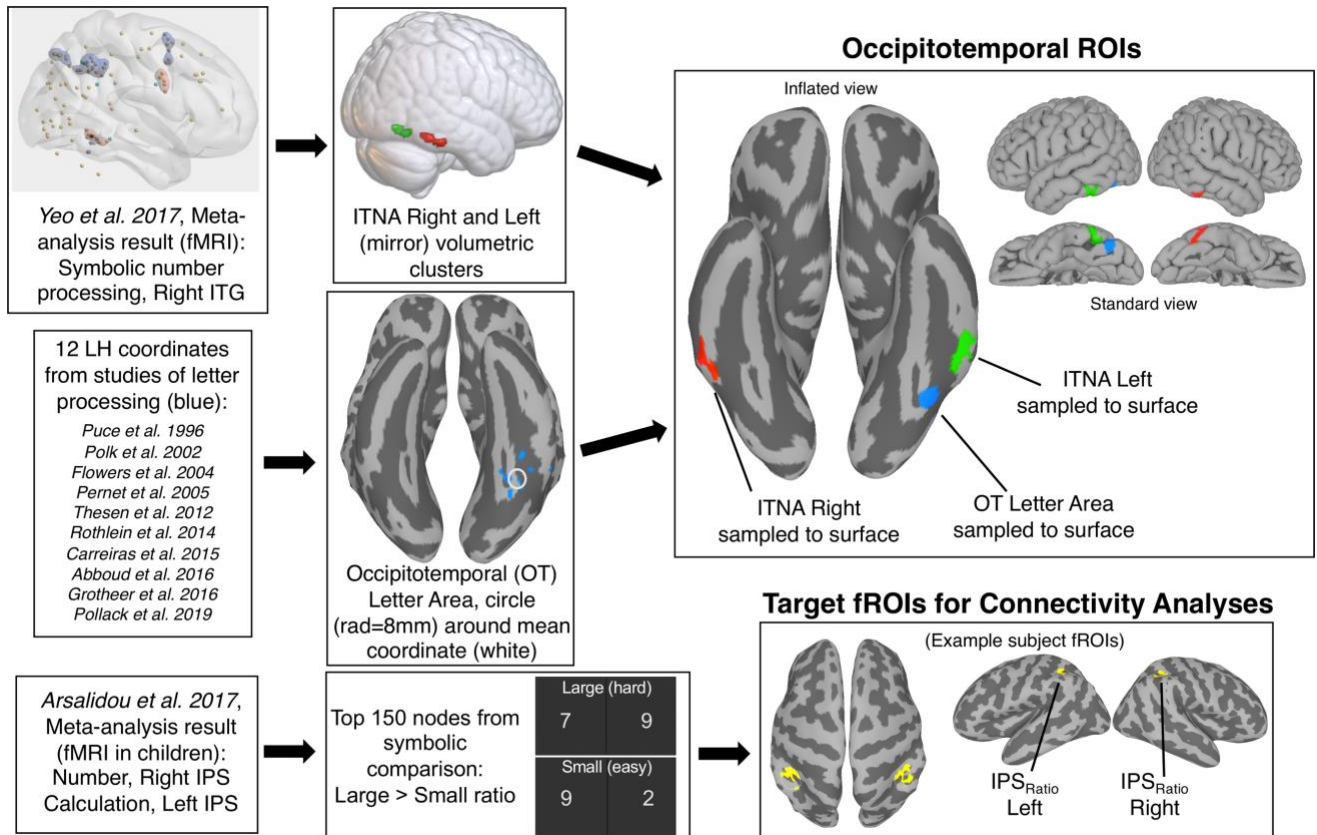 Yeo et al. 2017, Meta-
analysis result (fMRI):
Symbolic number
processing, Right ITG
ITNA Right and Left
(mirror) volumetric
clusters
12 LH coordinates
from studies of letter
processing (blue):
Puce et al. 1996
Polk et al. 2002
Flowers et al. 2004
Pernet et al. 2005
Thesen et al. 2012
Rothlein et al. 2014
Carreiras et al. 2015
Abboud et al. 2016
Grotheer et al. 2016
Pollack et al. 2019
Occipitotemporal (OT)
Letter Area, circle
(rad=8mm) around mean
coordinate (white)
Occipitotemporal ROIs
Inflated view
Standard view
ITNA Left
sampled to surface
ITNA Right
sampled to surface
OT Letter Area
sampled to surface
Arsalidou et al. 2017,
Meta-analysis result
(fMRI in children):
Number, Right IPS
Calculation, Left IPS
Top 150 nodes from
symbolic
comparison:
Large > Small ratio
Large (hard)
7 9
Small (easy)
9 2
Target fROIs for Connectivity Analyses
(Example subject fROIs)
IPSRatio
Left
IPSRatio
Right